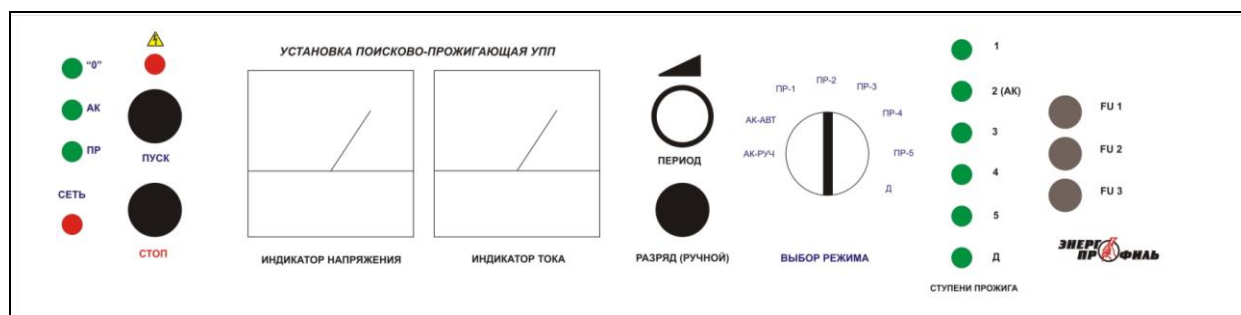 УСТАНОВКА ПОИСКОВО-ПРОЖИГАЮЩАЯ УПП
"0"
АК
ПР
СЕТЬ
ПУСК
СТОП
ИНДИКАТОР НАПРЯЖЕНИЯ
ИНДИКАТОР ТОКА
ПЕРИОД
РАЗРЯД (РУЧНОЙ)
АК-РУЧ
АК-АВТ
ПР-1
ПР-2
ПР-3
ПР-4
ПР-5
Д
ВЫБОР РЕЖИМА
1
2 (АК)
3
4
5
Д
СТУПЕНИ ПРОЖИГА
FU 1
FU 2
FU 3
ЭНЕРГО
ПРОФИЛЬ